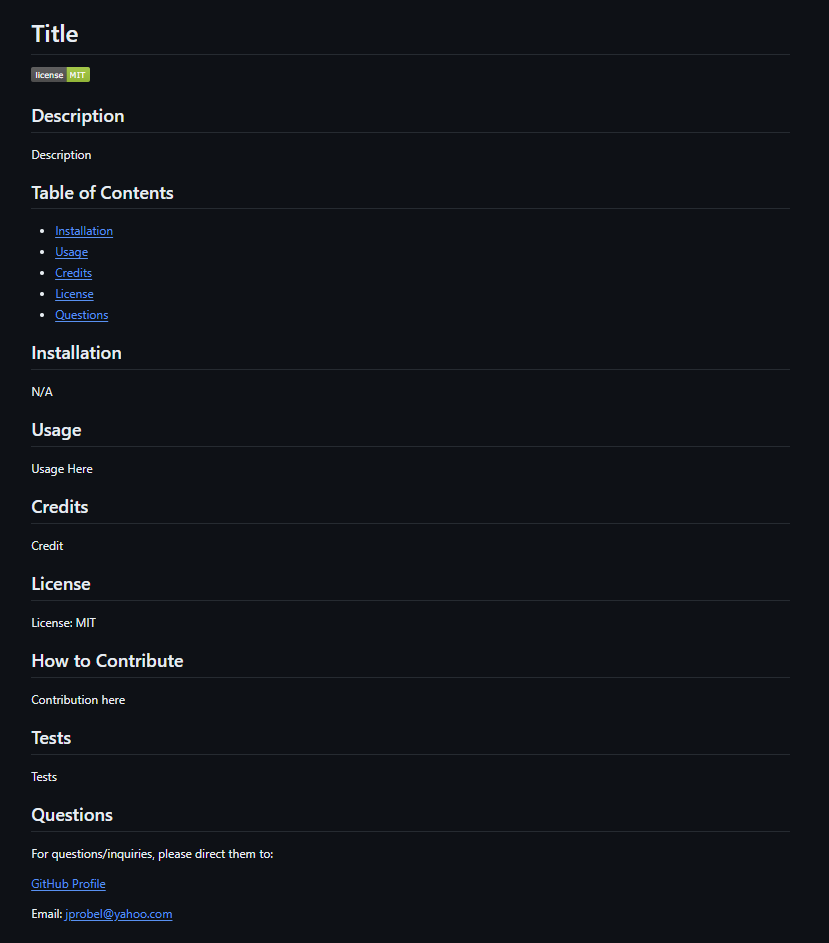 Title
license MIT
Description
Description
Table of Contents
Installation
Usage
Credits
License
Questions
Installation
N/A
Usage
Usage Here
Credits
Credit
License
License: MIT
How to Contribute
Contribution here
Tests
Tests
Questions
For questions/inquiries, please direct them to:
GitHub Profile
Email: jprobel@yahoo.com